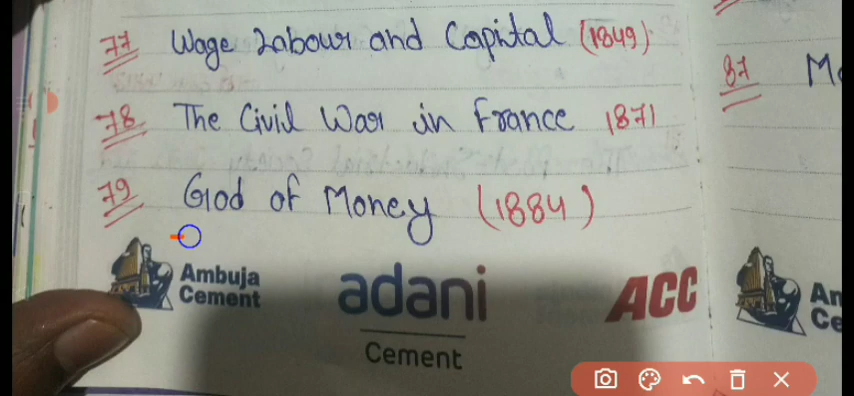 77 Wage Labour and Capital (1849)
78 The Civil War in France 1871
79 God of Money (1884)
87 M
Ambuja
Cement
adani
Cement
ACC